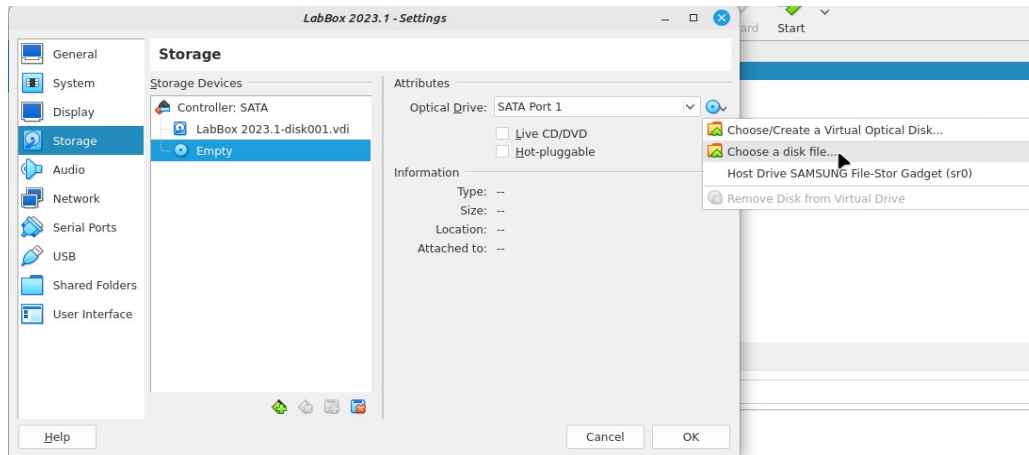 LabBox 2023.1 - Settings
ard Start
General
System
Display
Storage
Audio
Network
Serial Ports
USB
Shared Folders
User Interface
Storage
Storage Devices
Controller: SATA
LabBox 2023.1-disk001.vdi
Empty
Attributes
Optical Drive: SATA Port 1
Live CD/DVD
Hot-pluggable
Information
Type: --
Size: --
Location: --
Attached to: --
Choose/Create a Virtual Optical Disk...
Choose a disk file...
Host Drive SAMSUNG File-Stor Gadget (sr0)
Remove Disk from Virtual Drive
Help
Cancel
OK